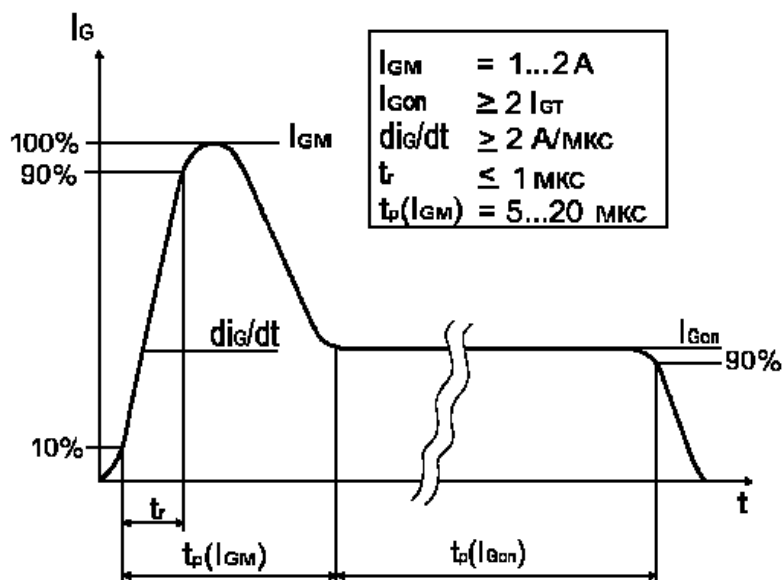 IG
IGM = 1...2 A
IGon ≥ 2 IGT
diG/dt ≥ 2 A/мкс
tr ≤ 1 мкс
tp(IGM) = 5...20 мкс
100%
IGM
90%
diG/dt
IGon
90%
10%
t
tr
tp(IGM)
tp(IGon)